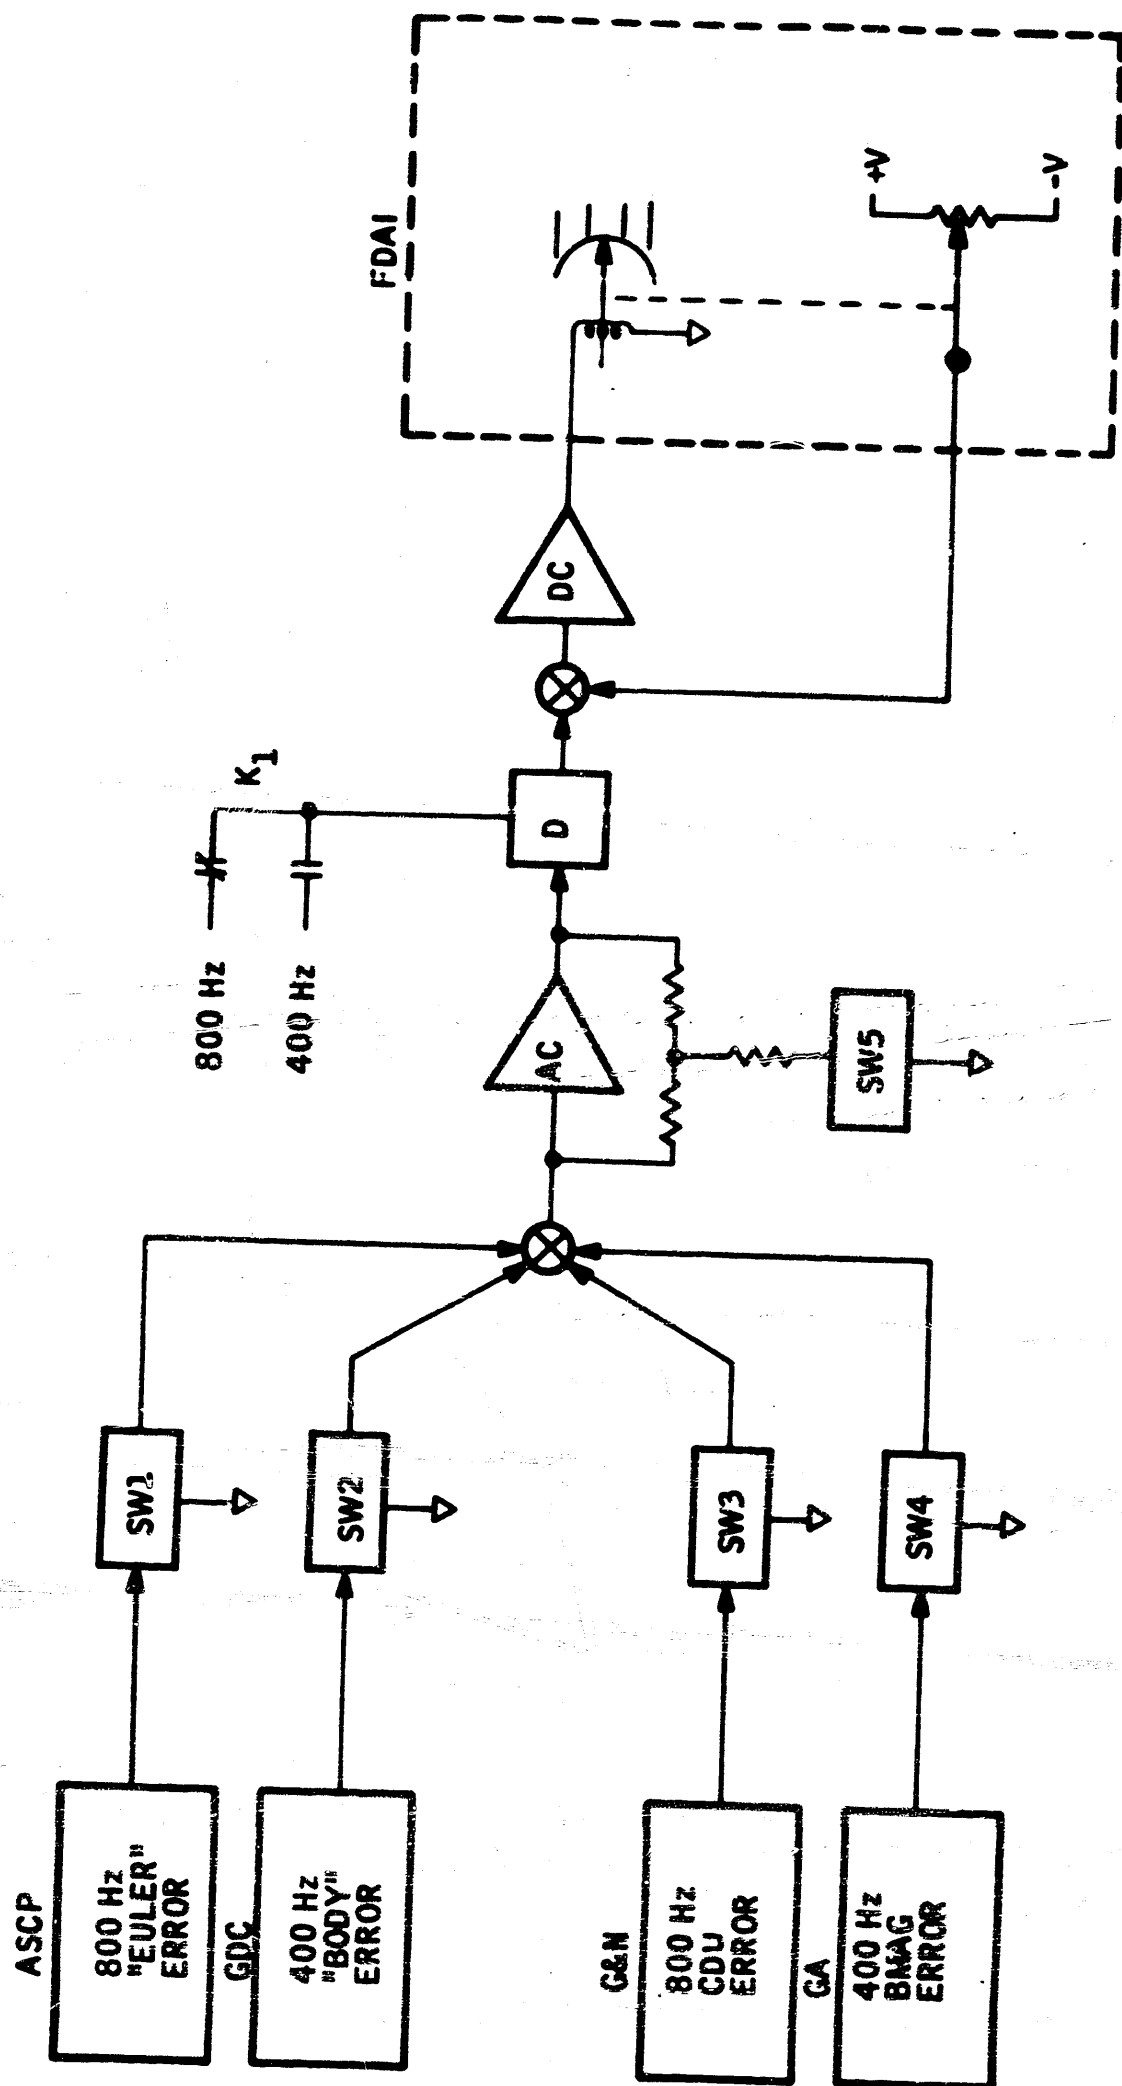 ASCP
800 Hz
"EULER"
ERROR
SW1
GDC
400 Hz
"BODY"
ERROR
SW2
G&N
800 Hz
CDU
ERROR
SW3
GA
400 Hz
BMAG
ERROR
SW4
AC
SW5
800 Hz
400 Hz
K1
D
DC
FDAI
+V
-V